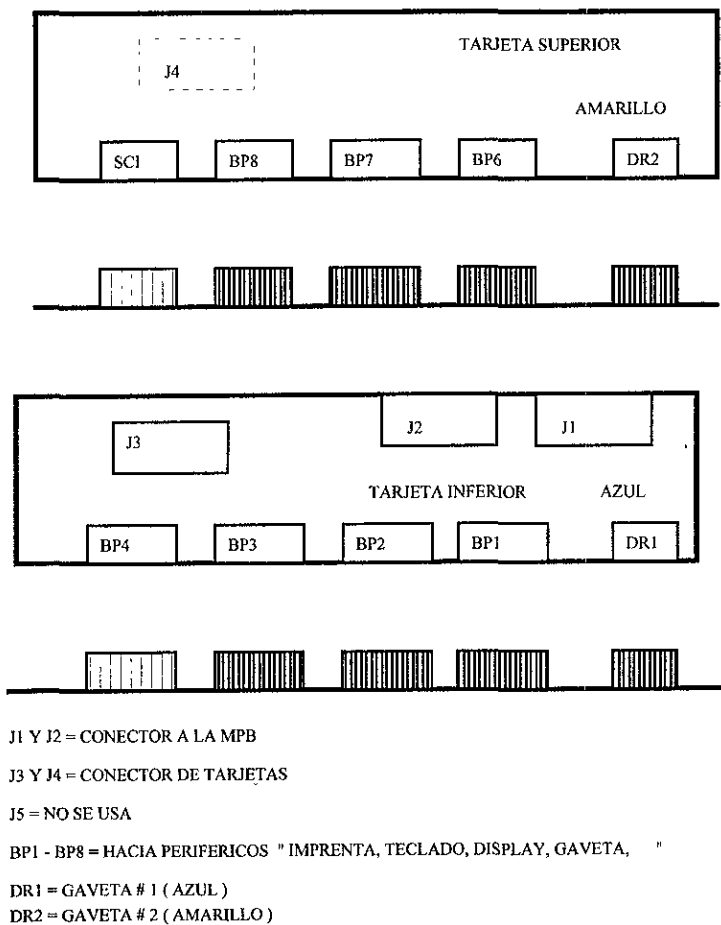 TARJETA SUPERIOR
J4
AMARILLO
SC1 BP8 BP7 BP6 DR2
J2 J1
J3
TARJETA INFERIOR AZUL
BP4 BP3 BP2 BP1 DR1
J1 Y J2 = CONECTOR A LA MPB
J3 Y J4 = CONECTOR DE TARJETAS
J5 = NO SE USA
BP1 - BP8 = HACIA PERIFERICOS " IMPRENTA, TECLADO, DISPLAY, GAVETA, "
DR1 = GAVETA # 1 ( AZUL )
DR2 = GAVETA # 2 ( AMARILLO )